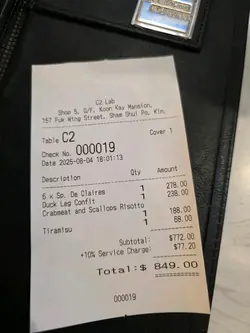 C2 Lab
Shop 5, G/F, Koon Kay Mansion,
157 Fuk Wing Street, Sham Shui Po, Kln.
Table C2 Cover 1
Check No. 000019
Date 2025-08-04 18:01:13
Description Qty Amount
6 x Sp. De Claires 1 278.00
Duck Leg Confit 1 238.00
Crabmeat and Scallops Risotto 1 188.00
Tiramisu 1 68.00
Subtotal: $772.00
+10% Service Charge: $77.20
Total:$ 849.00
000019